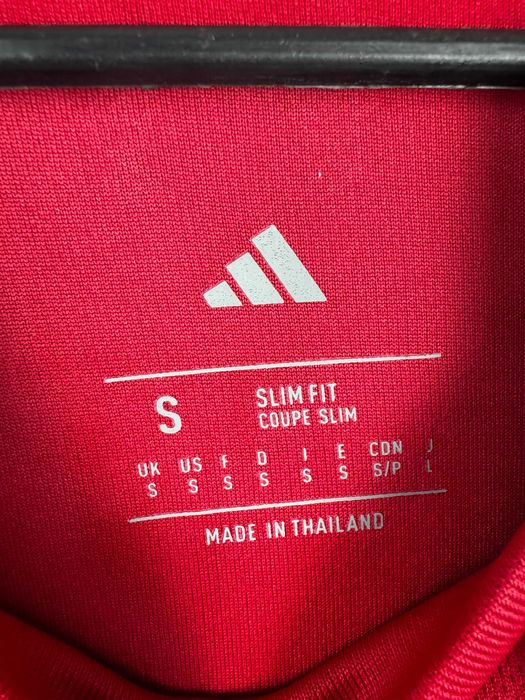 S
SLIM FIT
COUPE SLIM
UK US F D I E CDN J
S S S S S S S/P L
MADE IN THAILAND